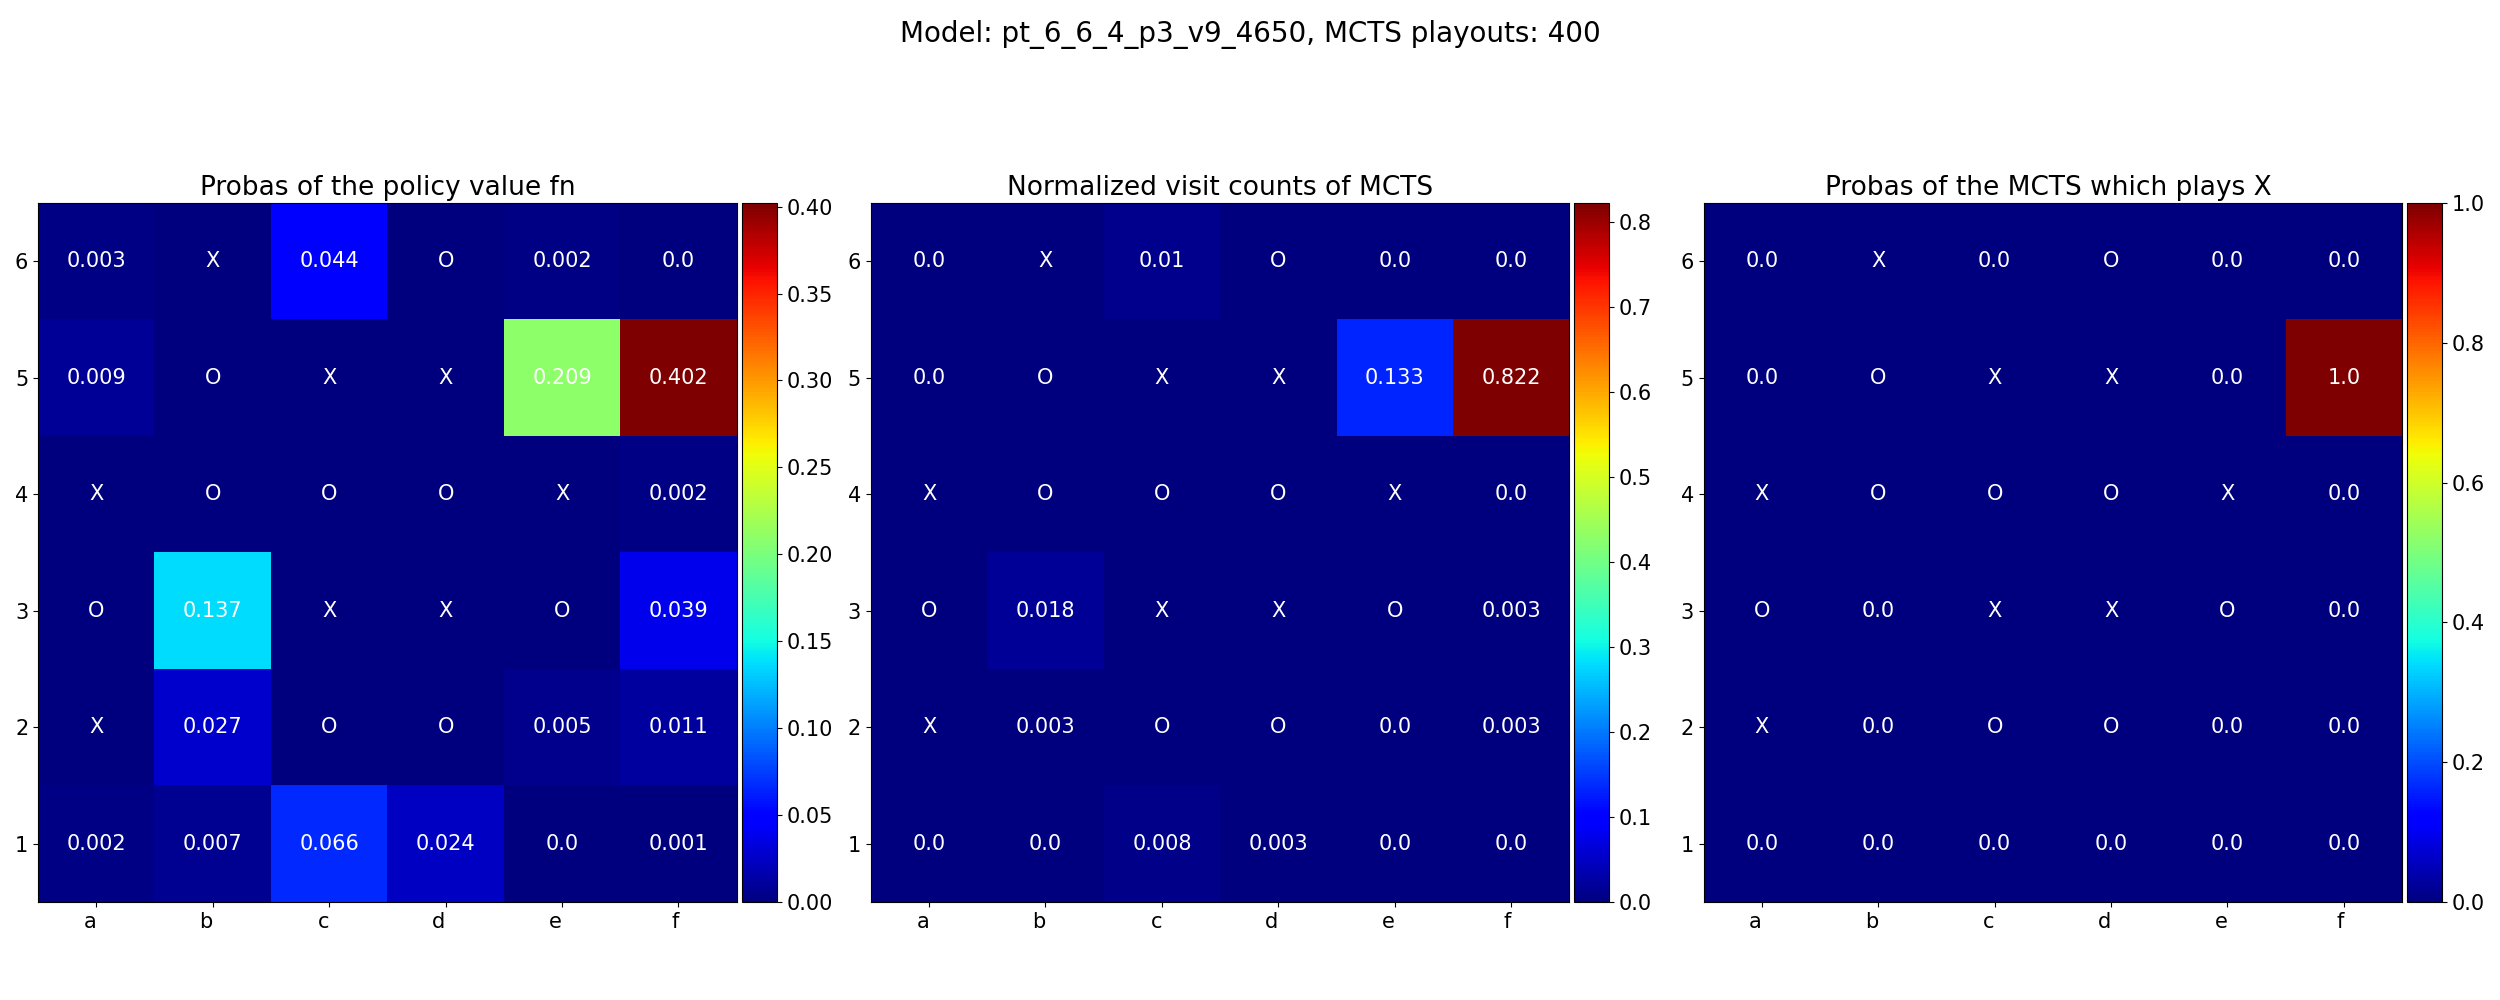 Model: pt_6_6_4_p3_v9_4650, MCTS playouts: 400
Probas of the policy value fn
6 0.003 X 0.044 O 0.002 0.0
5 0.009 O X X 0.209 0.402
4 X O O O X 0.002
3 O 0.137 X X O 0.039
2 X 0.027 O O 0.005 0.011
1 0.002 0.007 0.066 0.024 0.0 0.001
a b c d e f
0.40
0.35
0.30
0.25
0.20
0.15
0.10
0.05
0.00
Normalized visit counts of MCTS
6 0.0 X 0.01 O 0.0 0.0
5 0.0 O X X 0.133 0.822
4 X O O O X 0.0
3 O 0.018 X X O 0.003
2 X 0.003 O O 0.0 0.003
1 0.0 0.0 0.008 0.003 0.0 0.0
a b c d e f
0.8
0.7
0.6
0.5
0.4
0.3
0.2
0.1
0.0
Probas of the MCTS which plays X
6 0.0 X 0.0 O 0.0 0.0
5 0.0 O X X 0.0 1.0
4 X O O O X 0.0
3 O 0.0 X X O 0.0
2 X 0.0 O O 0.0 0.0
1 0.0 0.0 0.0 0.0 0.0 0.0
a b c d e f
1.0
0.8
0.6
0.4
0.2
0.0